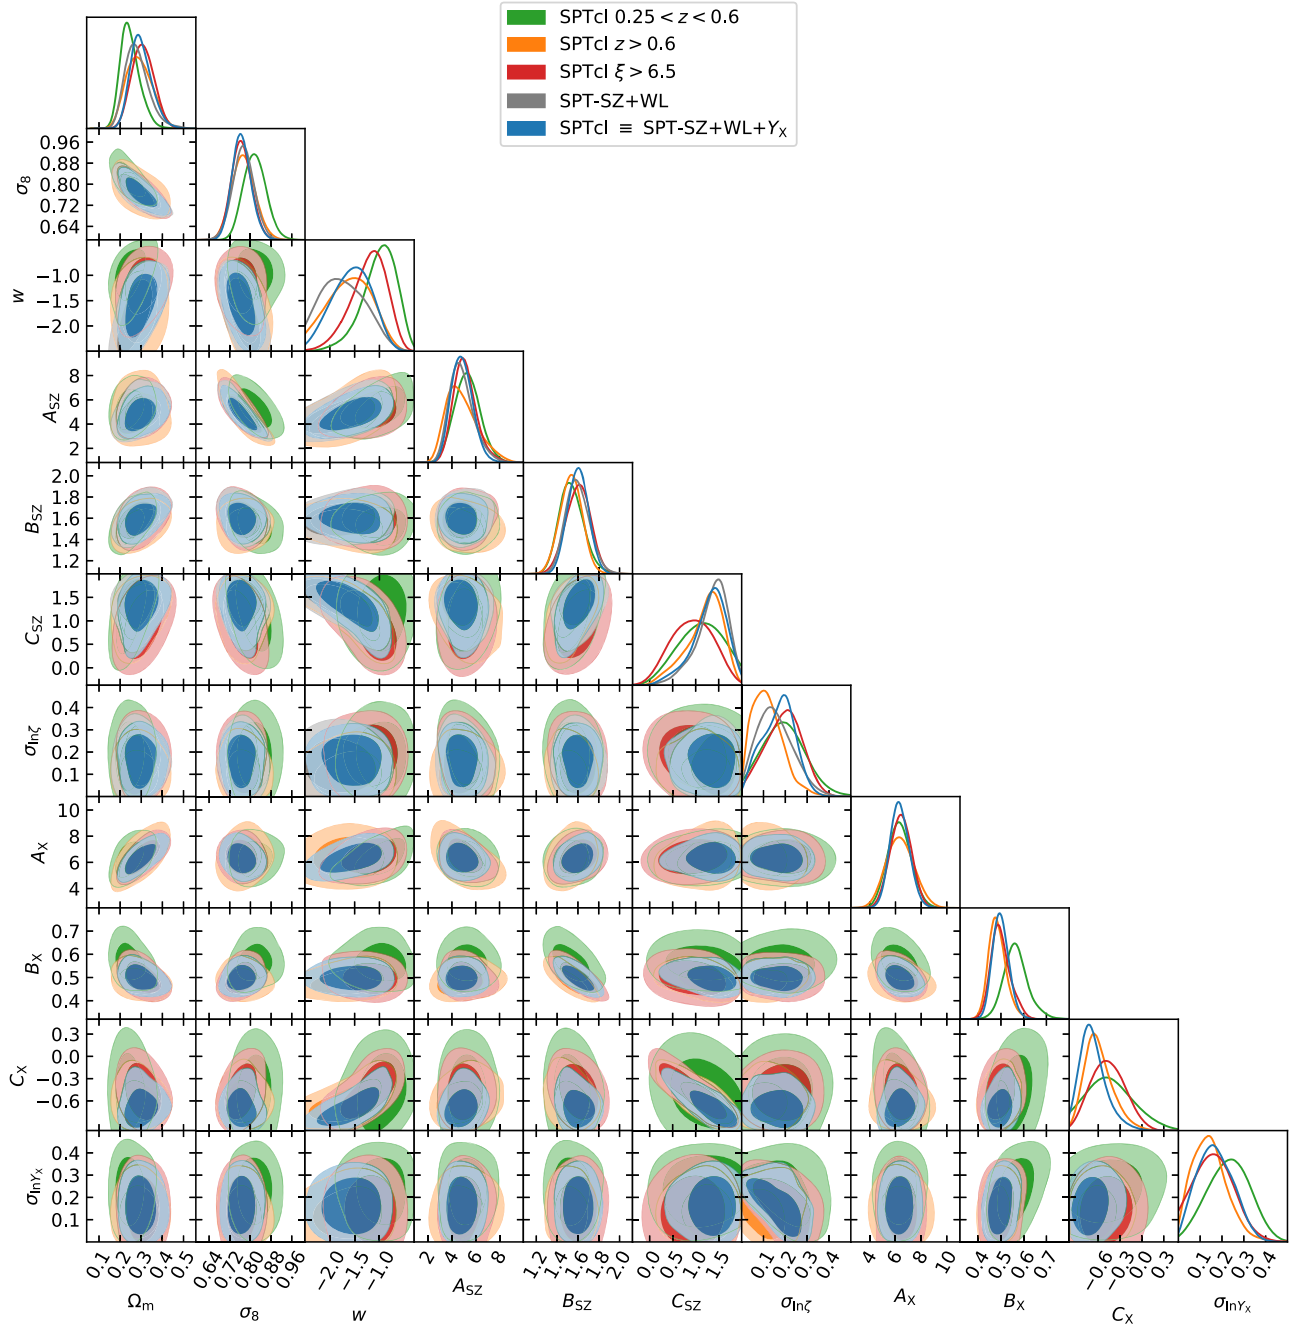 SPTcl 0.25 < z < 0.6
SPTcl z > 0.6
SPTcl ξ > 6.5
SPT-SZ+WL
SPTcl ≡ SPT-SZ+WL+Y_X
σ_8
0.96
0.88
0.80
0.72
0.64
w
−1.0
−1.5
−2.0
A_SZ
8
6
4
2
B_SZ
2.0
1.8
1.6
1.4
1.2
C_SZ
1.5
1.0
0.5
0.0
σ_lnζ
0.4
0.3
0.2
0.1
A_X
10
8
6
4
B_X
0.7
0.6
0.5
0.4
C_X
0.3
0.0
−0.3
−0.6
σ_lnY_X
0.4
0.3
0.2
0.1
0.1 0.2 0.3 0.4 0.5 0.64 0.72 0.80 0.88 0.96 −2.0 −1.5 −1.0 2 4 6 8 1.2 1.4 1.6 1.8 2.0 0.0 0.5 1.0 1.5 0.1 0.2 0.3 0.4 4 6 8 10 0.4 0.5 0.6 0.7 −0.6 −0.3 0.0 0.3 0.1 0.2 0.3 0.4
Ω_m σ_8 w A_SZ B_SZ C_SZ σ_lnζ A_X B_X C_X σ_lnY_X